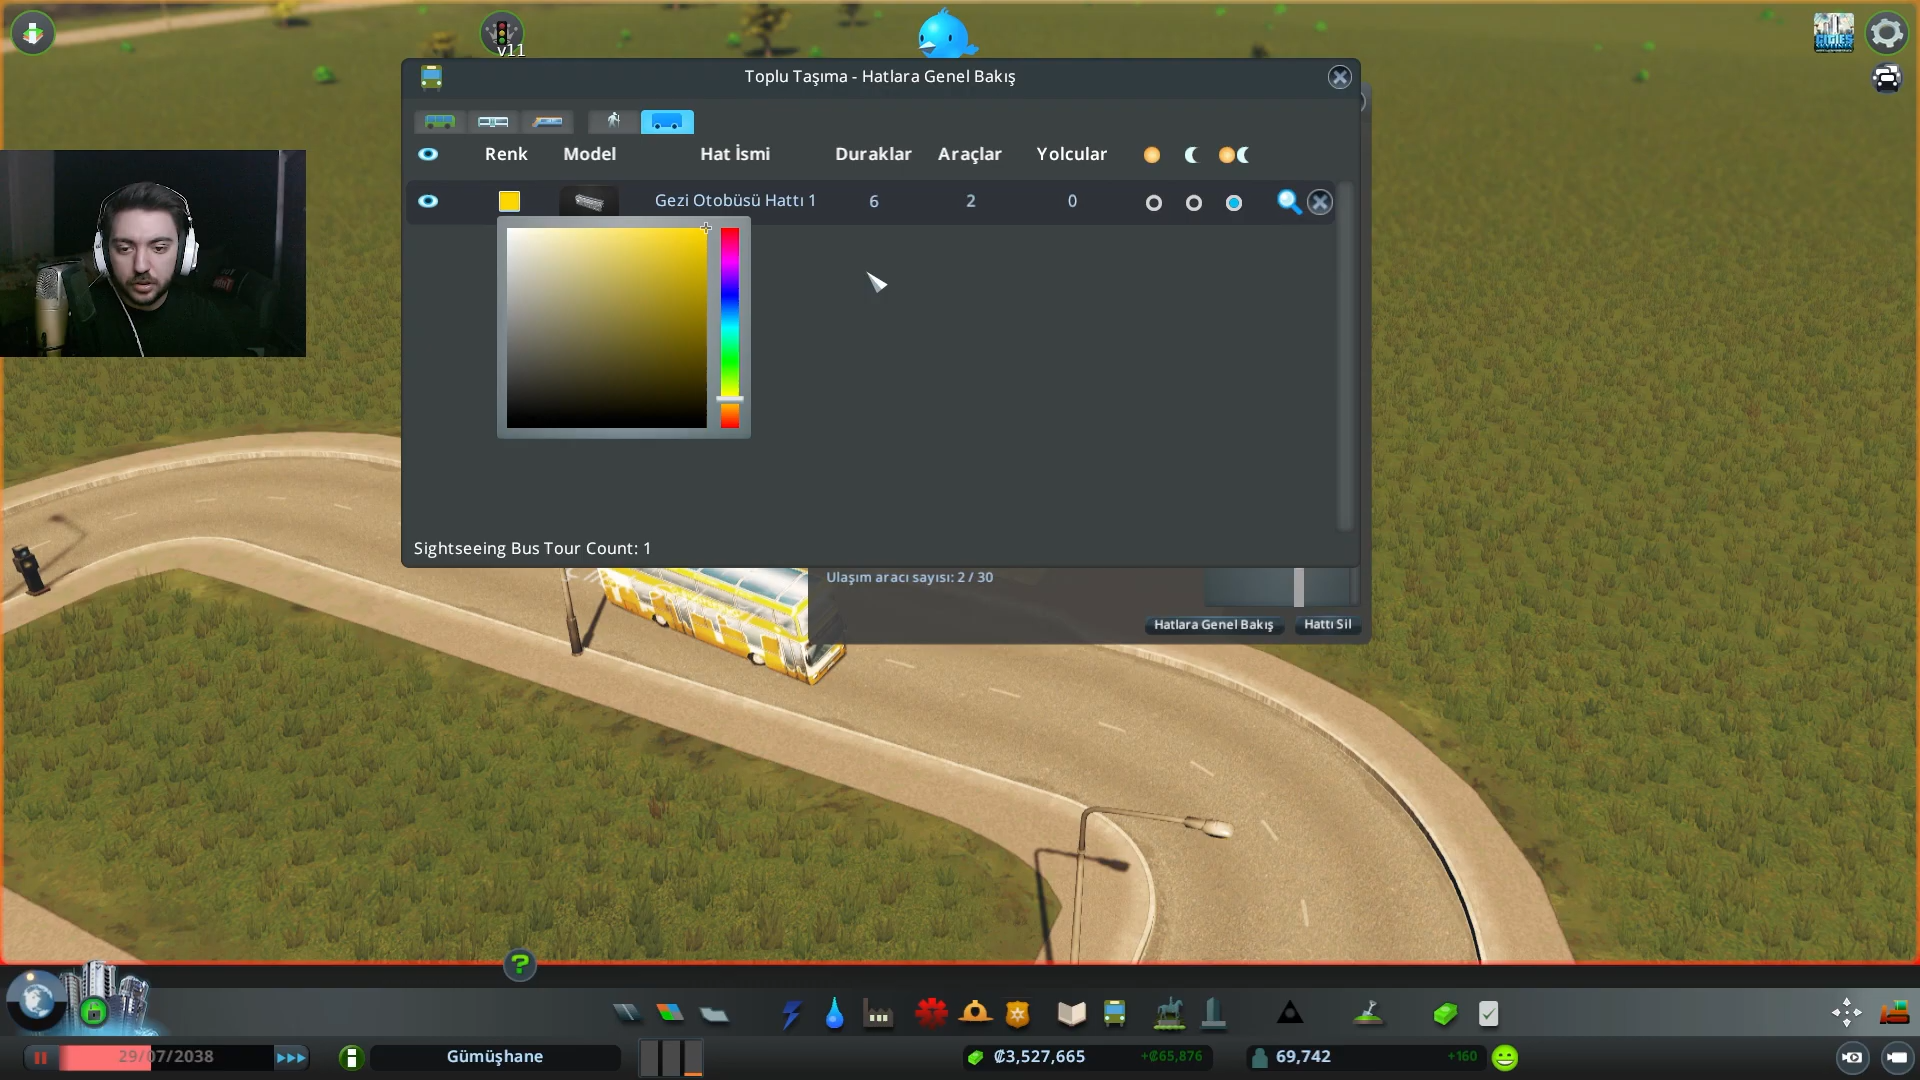 v11
Toplu Taşıma - Hatlara Genel Bakış
CITIES
Renk Model Hat İsmi Duraklar Araçlar Yolcular
Gezi Otobüsü Hattı 1 6 2 0
Sightseeing Bus Tour Count: 1
Ulaşım aracı sayısı: 2 / 30
Hatlara Genel Bakış Hattı Sil
?
29/07/2038 Gümüşhane ₡3,527,665 +₡65,876 69,742 +160